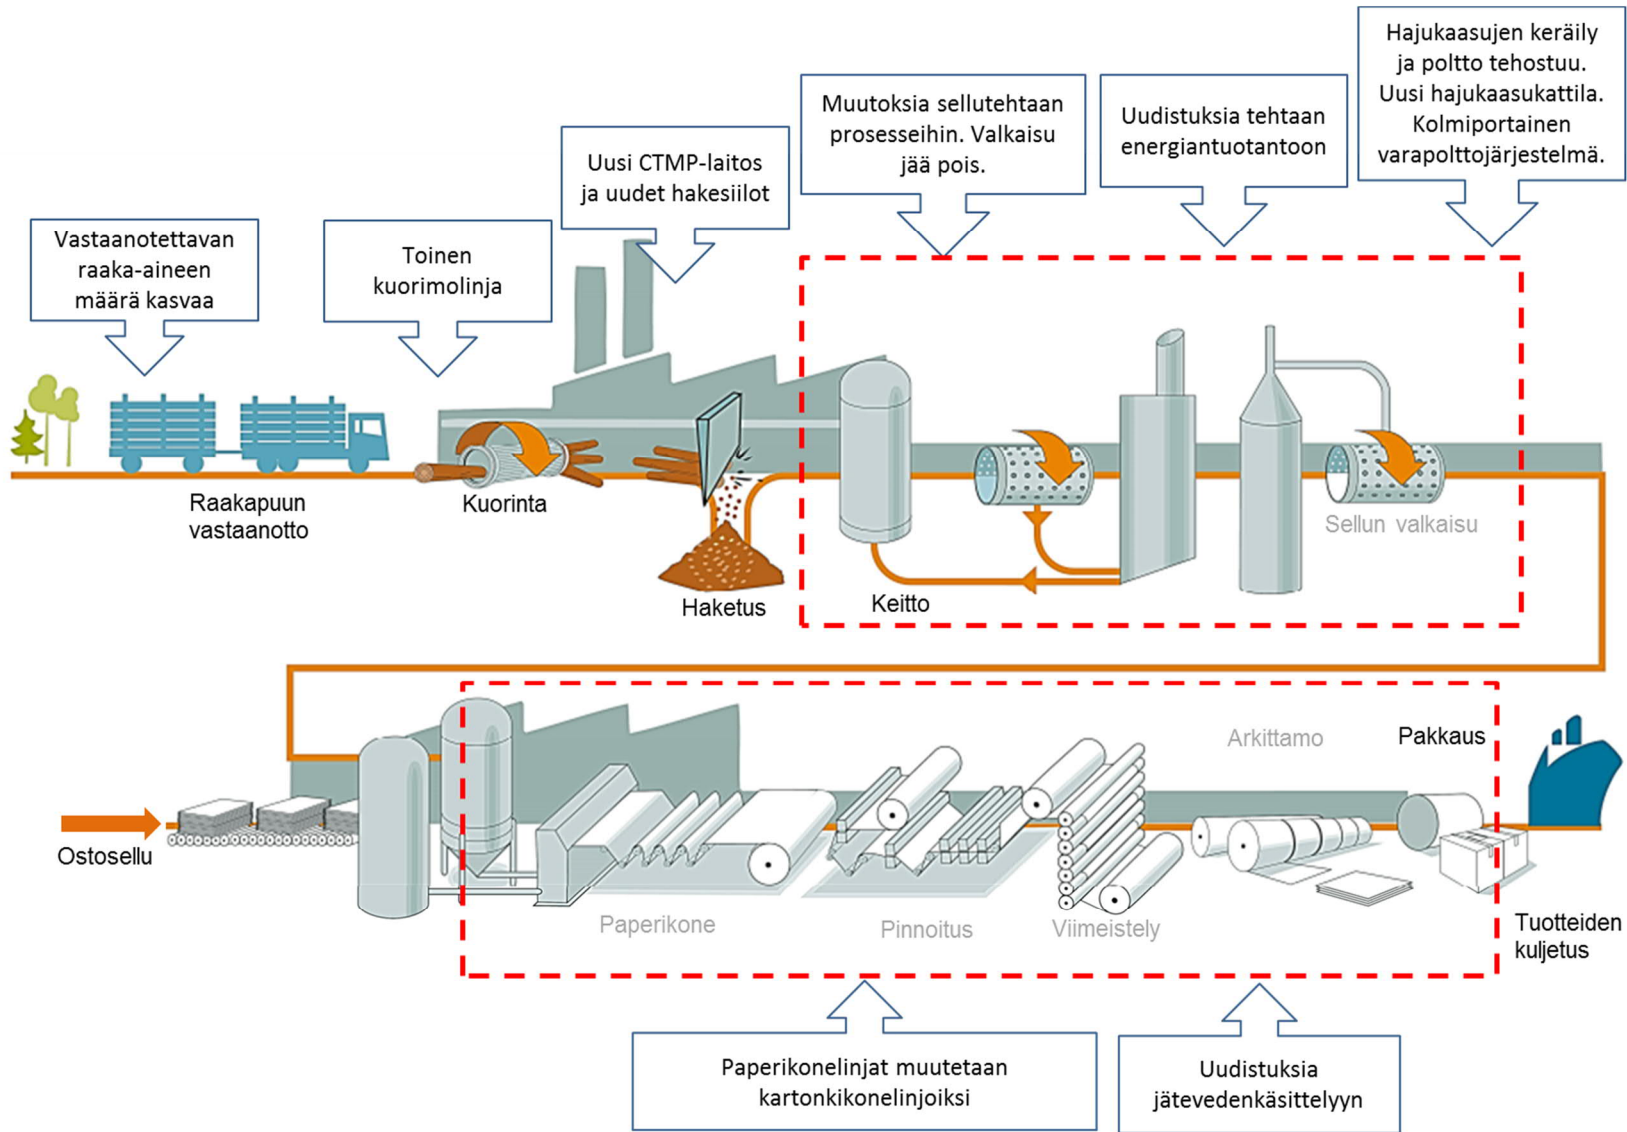 Hajukaasujen keräily
ja poltto tehostuu.
Uusi hajukaasukattila.
Kolmiportainen
varapolttojärjestelmä.
Muutoksia sellutehtaan
prosesseihin. Valkaisu
jää pois.
Uudistuksia tehtaan
energiantuotantoon
Uusi CTMP-laitos
ja uudet hakesiilot
Vastaanotettavan
raaka-aineen
määrä kasvaa
Toinen
kuorimolinja
Raakapuun
vastaanotto
Kuorinta
Haketus
Keitto
Sellun valkaisu
Ostosellu
Paperikone
Pinnoitus
Viimeistely
Arkittamo
Pakkaus
Tuotteiden
kuljetus
Paperikonelinjat muutetaan
kartonkikonelinjoiksi
Uudistuksia
jätevedenkäsittelyyn